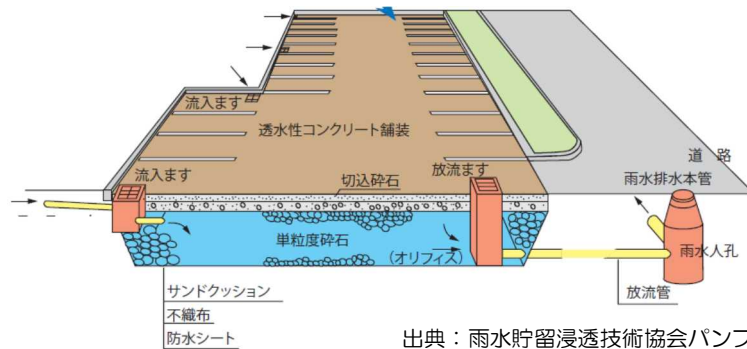 流入ます
透水性コンクリート舗装
道 路
流入ます
切込砕石
放流ます
雨水排水本管
単粒度砕石
(オリフィス)
雨水人孔
サンドクッション
不織布
防水シート
放流管
出典：雨水貯留浸透技術協会パンフ